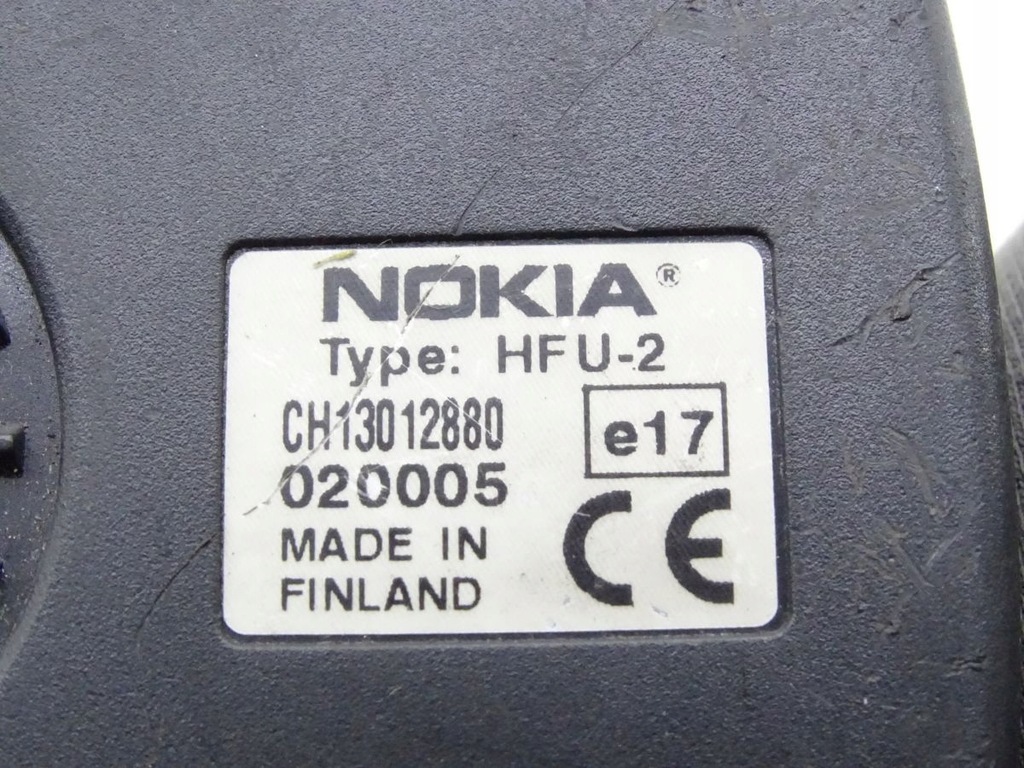 NOKIA®
Type: HFU-2
CH13012880
e17
020005
CE
MADE IN
FINLAND